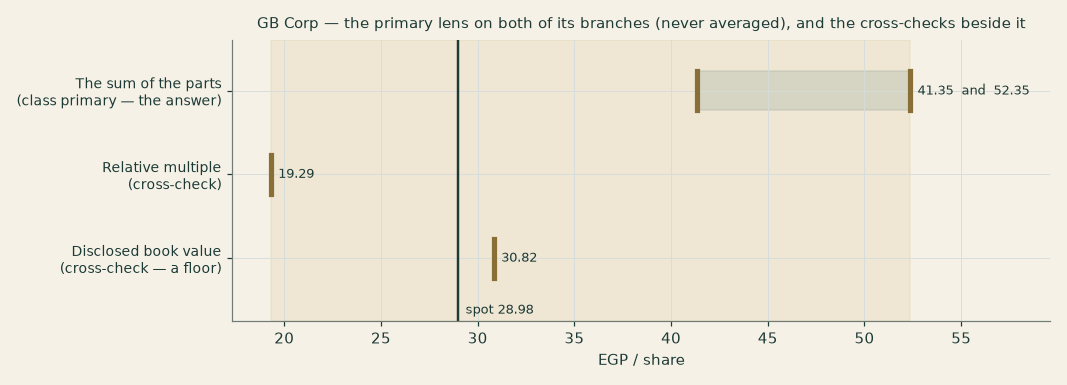 GB Corp — the primary lens on both of its branches (never averaged), and the cross-checks beside it
The sum of the parts
(class primary — the answer)
41.35 and 52.35
Relative multiple
(cross-check)
19.29
Disclosed book value
(cross-check — a floor)
30.82
spot 28.98
20 25 30 35 40 45 50 55
EGP / share